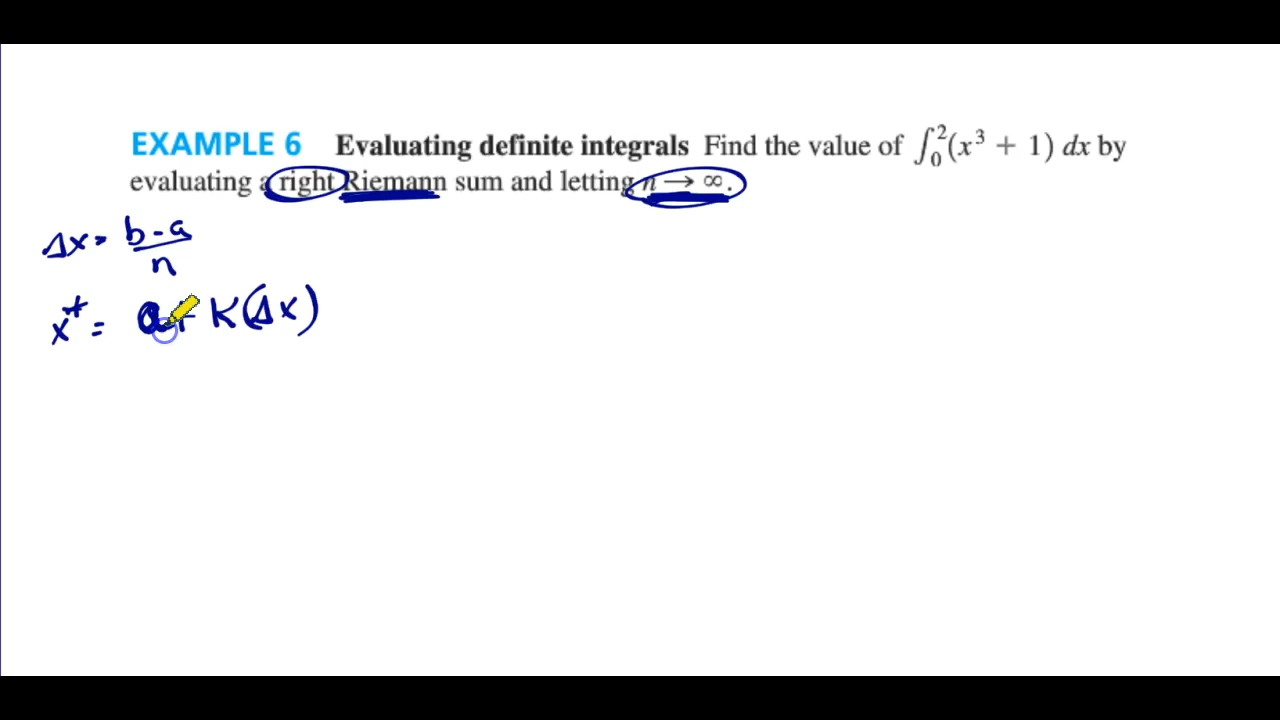 EXAMPLE 6 Evaluating definite integrals Find the value of ∫₀²(x³ + 1) dx by
evaluating a right Riemann sum and letting n → ∞.
Δx = b - a / n
x* = a + K(Δx)